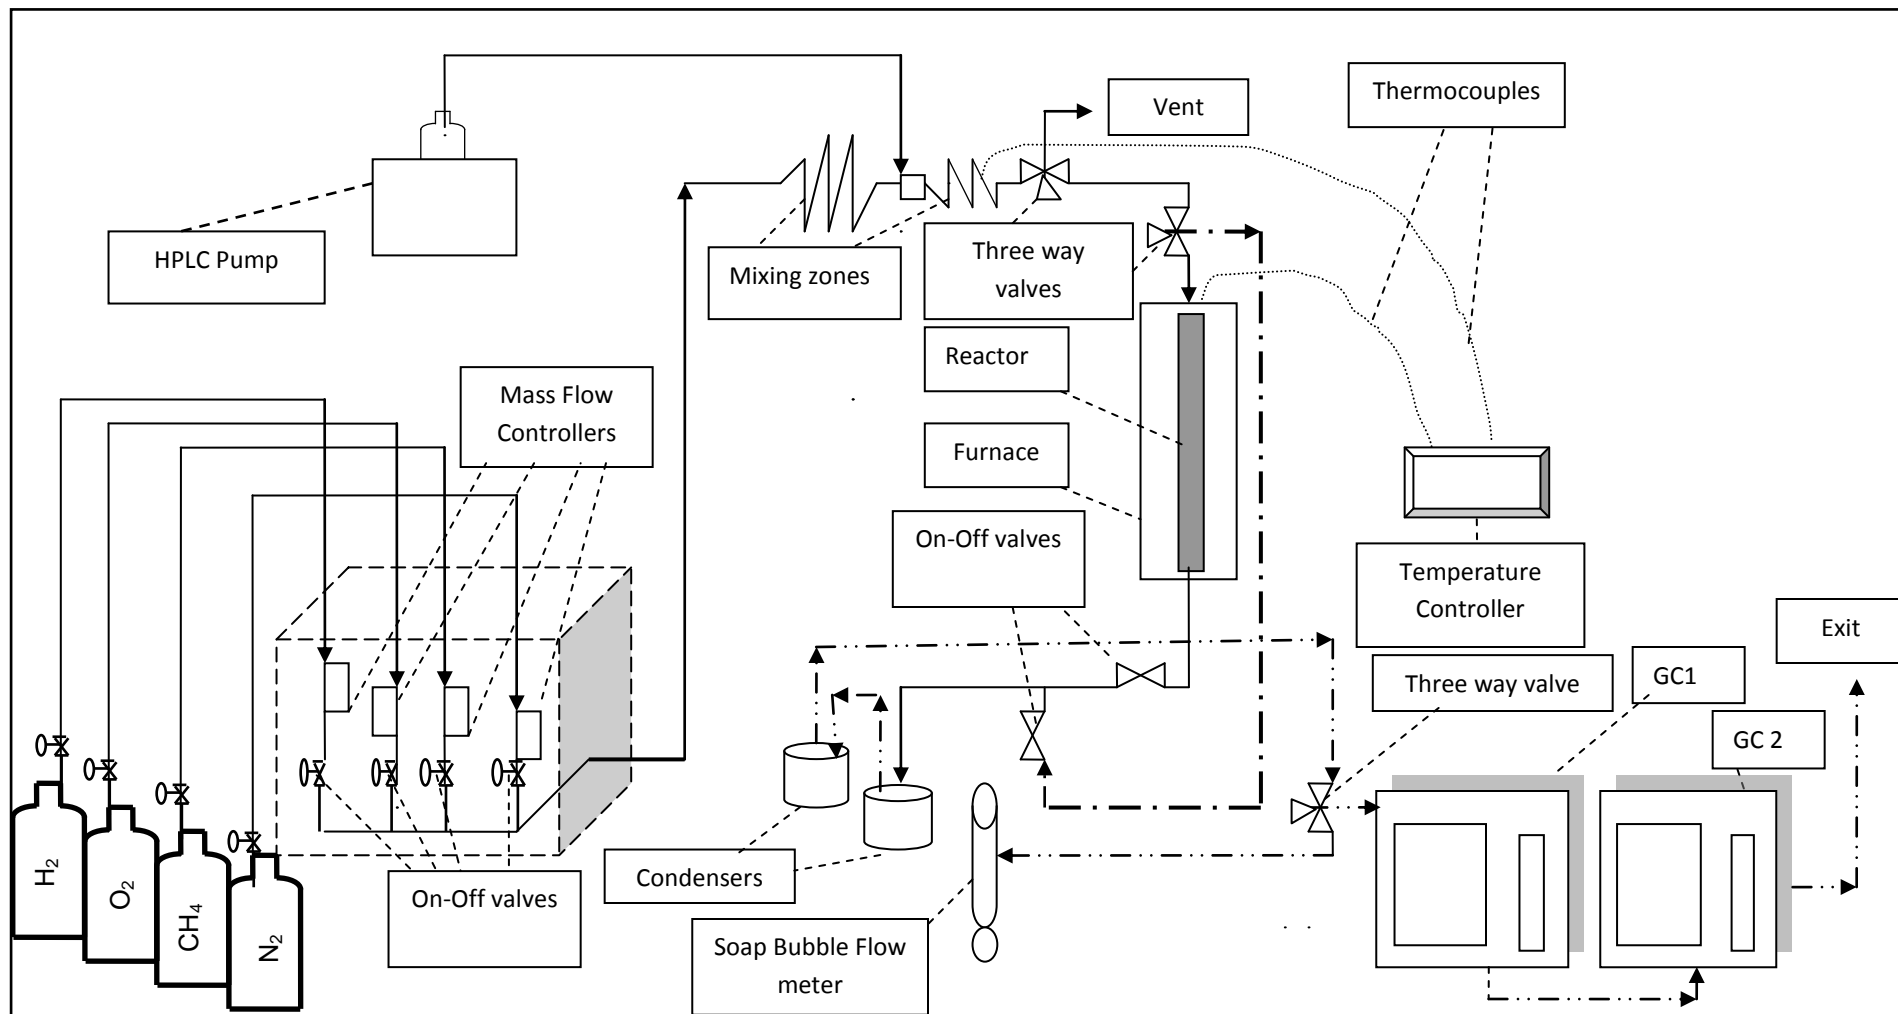 Vent
Thermocouples
HPLC Pump
Mixing zones
Three way
valves
Reactor
Mass Flow
Controllers
Furnace
On-Off valves
Temperature
Controller
Exit
Three way valve
GC1
GC 2
H2
O2
CH4
N2
On-Off valves
Condensers
Soap Bubble Flow
meter